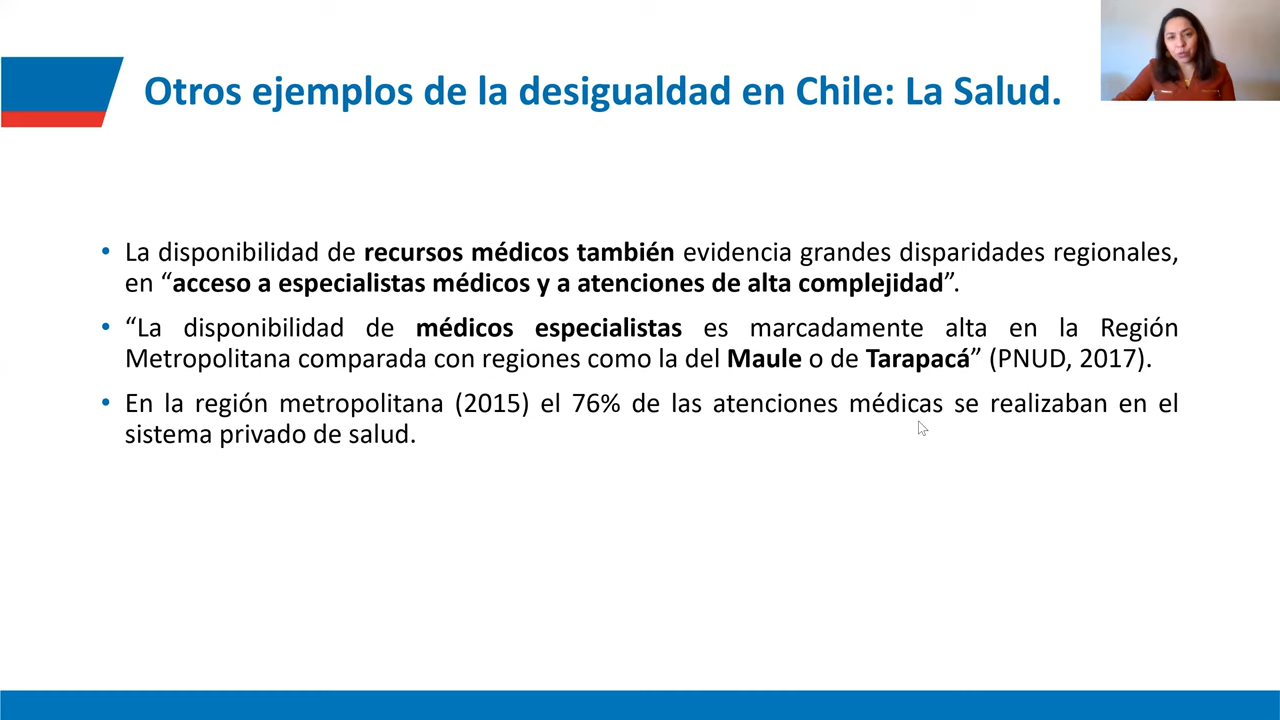 Otros ejemplos de la desigualdad en Chile: La Salud.
• La disponibilidad de recursos médicos también evidencia grandes disparidades regionales,
en “acceso a especialistas médicos y a atenciones de alta complejidad”.
• “La disponibilidad de médicos especialistas es marcadamente alta en la Región
Metropolitana comparada con regiones como la del Maule o de Tarapacá” (PNUD, 2017).
• En la región metropolitana (2015) el 76% de las atenciones médicas se realizaban en el
sistema privado de salud.